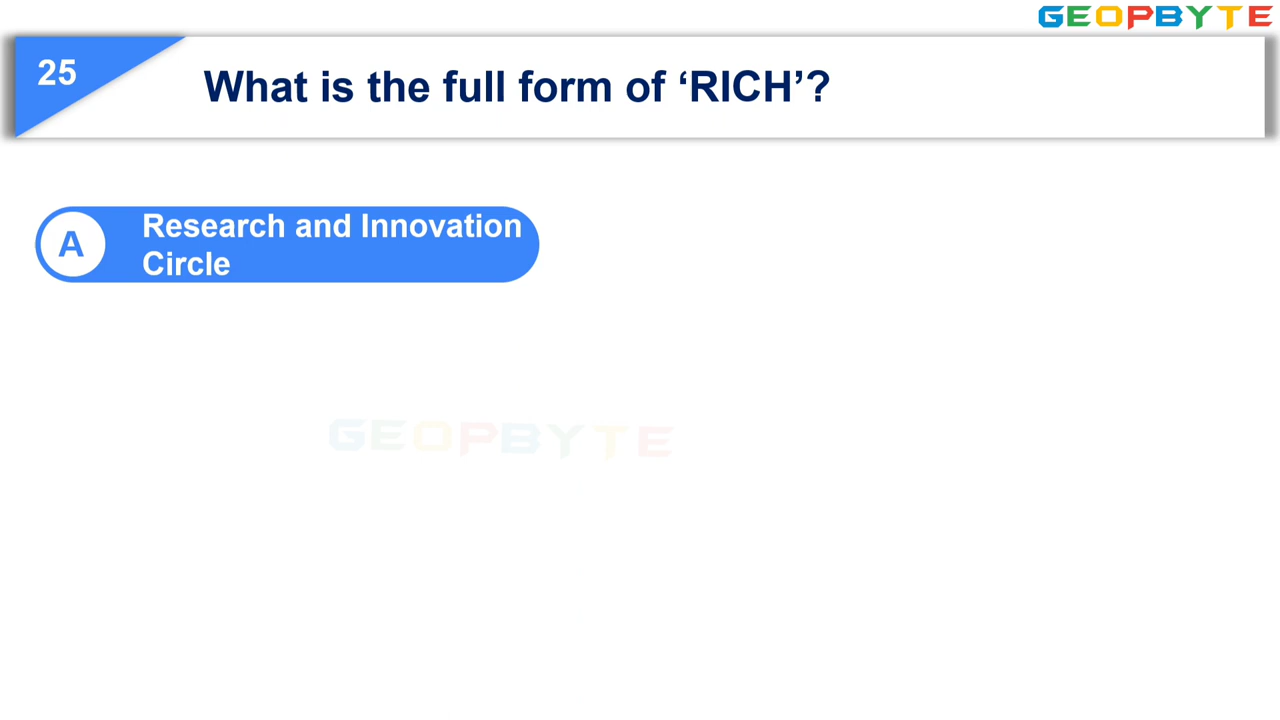 GEOPBYTE
25
What is the full form of ‘RICH’?
A
Research and Innovation
Circle
GEOPBYTE